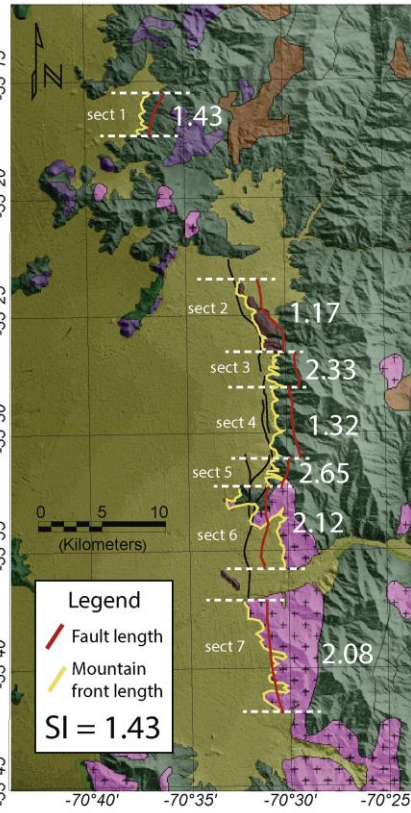 N
sect 1
1.43
sect 2
1.17
sect 3
2.33
sect 4
1.32
sect 5
2.65
sect 6
2.12
0 5 10
(Kilometers)
sect 7
2.08
Legend
Fault length
Mountain
front length
SI = 1.43
-70°40' -70°35' -70°30' -70°25'